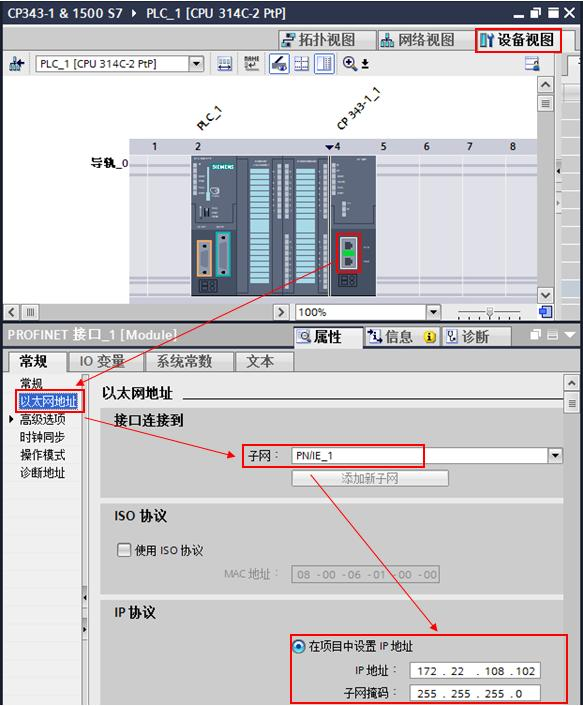 CP343-1 & 1500 S7 ▸ PLC_1 [CPU 314C-2 PtP]
拓扑视图 网络视图 设备视图
PLC_1 [CPU 314C-2 PtP]
PLC_1 CP 343-1_1
1 2 4 5 6 7 8
导轨_0
SIEMENS
100%
PROFINET 接口_1 [Module]
属性 信息 诊断
常规 IO 变量 系统常数 文本
常规
以太网地址
高级选项
时钟同步
操作模式
诊断地址
以太网地址
接口连接到
子网： PN/IE_1
添加新子网
ISO 协议
使用 ISO 协议
MAC 地址： 08 -00 -06 -01 -00 -00
IP 协议
在项目中设置 IP 地址
IP 地址： 172 . 22 . 108 . 102
子网掩码： 255 . 255 . 255 . 0